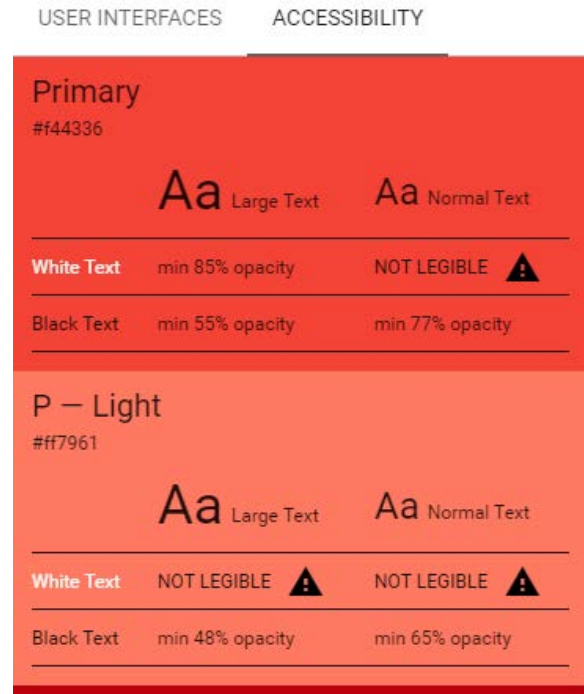 USER INTERFACES ACCESSIBILITY
Primary
#f44336
Aa Large Text Aa Normal Text
White Text min 85% opacity NOT LEGIBLE
Black Text min 55% opacity min 77% opacity
P — Light
#ff7961
Aa Large Text Aa Normal Text
White Text NOT LEGIBLE NOT LEGIBLE
Black Text min 48% opacity min 65% opacity